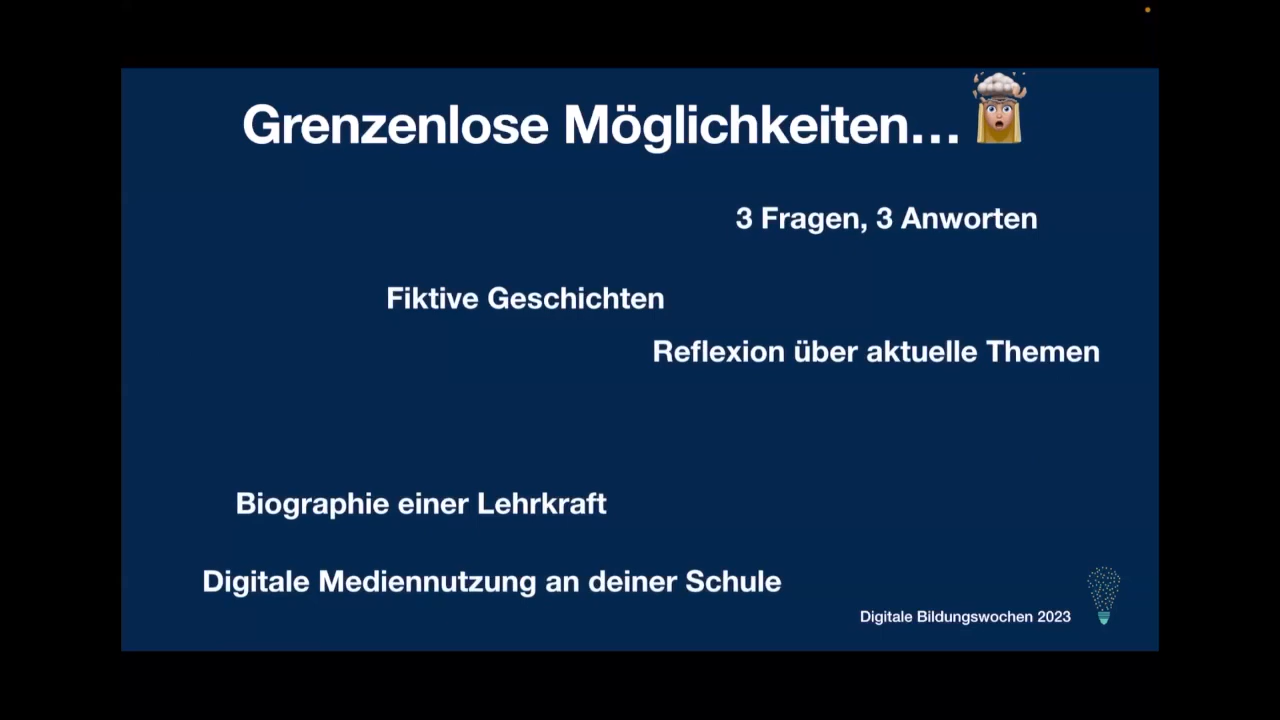 Grenzenlose Möglichkeiten...
3 Fragen, 3 Anworten
Fiktive Geschichten
Reflexion über aktuelle Themen
Biographie einer Lehrkraft
Digitale Mediennutzung an deiner Schule
Digitale Bildungswochen 2023